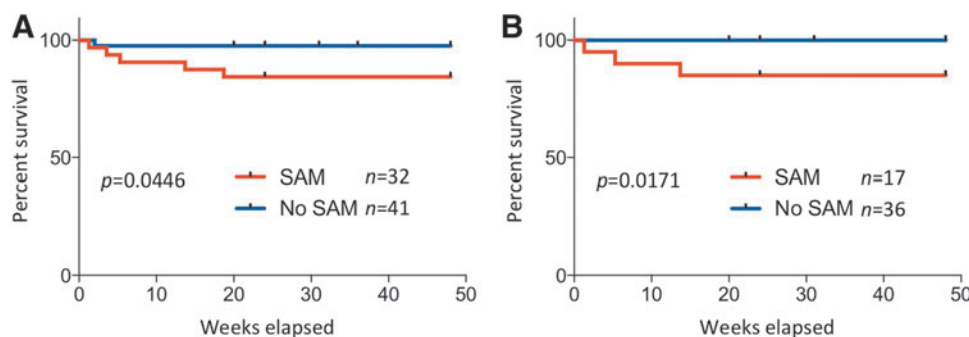 A
Percent survival
100
50
0
p=0.0446
SAM n=32
No SAM n=41
0 10 20 30 40 50
Weeks elapsed
B
Percent survival
100
50
0
p=0.0171
SAM n=17
No SAM n=36
0 10 20 30 40 50
Weeks elapsed